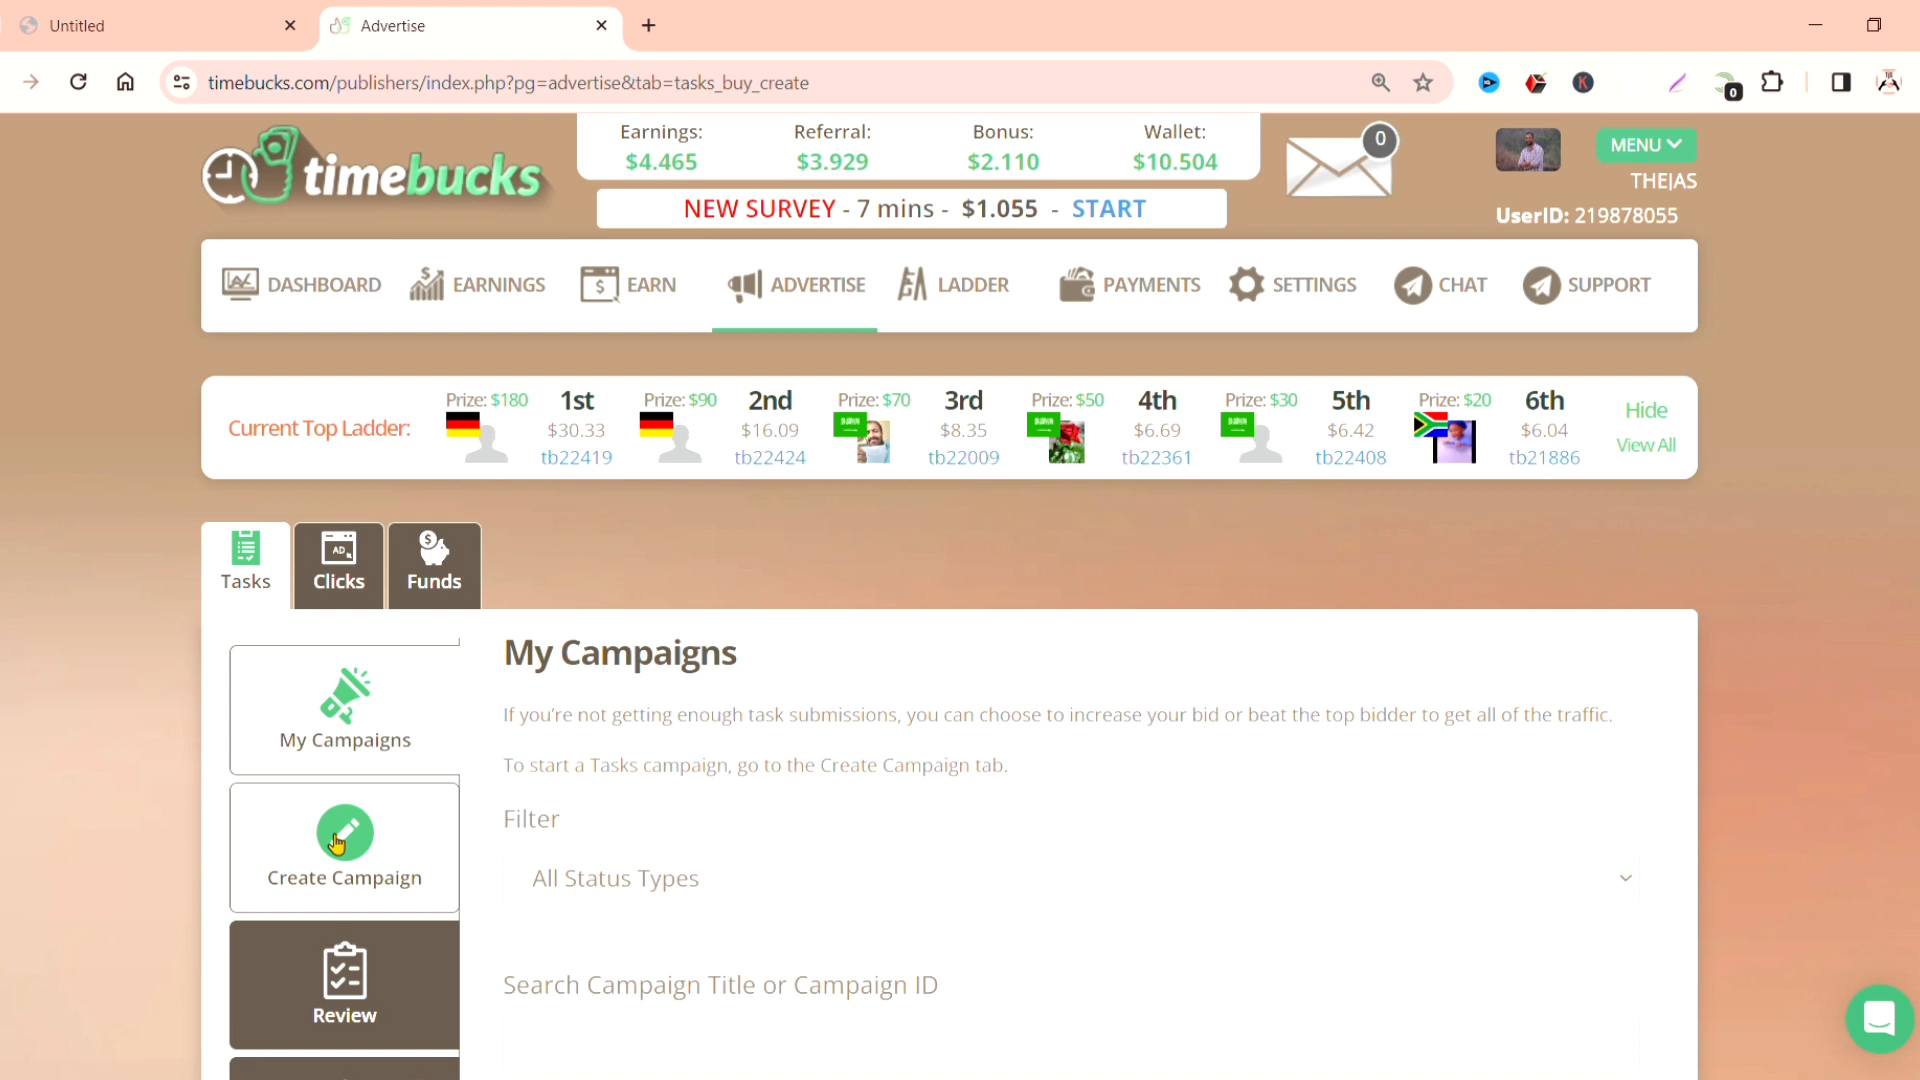 Untitled
Advertise
timebucks.com/publishers/index.php?pg=advertise&tab=tasks_buy_create
0
timebucks
Earnings: Referral: Bonus: Wallet:
$4.465 $3.929 $2.110 $10.504
NEW SURVEY - 7 mins - $1.055 - START
0
MENU
THEJAS
UserID: 219878055
DASHBOARD EARNINGS EARN ADVERTISE LADDER PAYMENTS SETTINGS CHAT SUPPORT
Current Top Ladder:
Prize: $180 1st
$30.33
tb22419
Prize: $90 2nd
$16.09
tb22424
Prize: $70 3rd
$8.35
tb22009
Prize: $50 4th
$6.69
tb22361
Prize: $30 5th
$6.42
tb22408
Prize: $20 6th
$6.04
tb21886
Hide
View All
Tasks
AD
Clicks
Funds
My Campaigns
Create Campaign
Review
My Campaigns
If you’re not getting enough task submissions, you can choose to increase your bid or beat the top bidder to get all of the traffic.
To start a Tasks campaign, go to the Create Campaign tab.
Filter
All Status Types
Search Campaign Title or Campaign ID